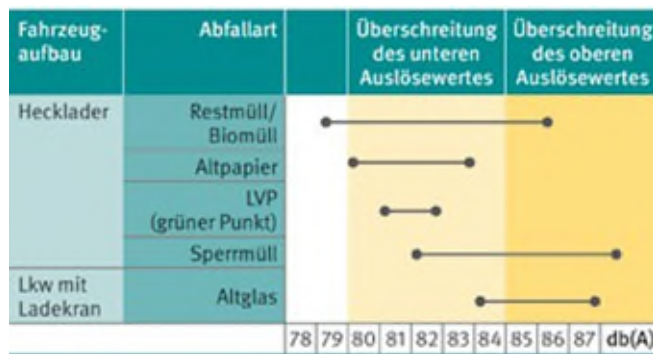 Fahrzeug-
aufbau
Abfallart
Überschreitung
des unteren
Auslösewertes
Überschreitung
des oberen
Auslösewertes
Hecklader
Restmüll/
Biomüll
Altpapier
LVP
(grüner Punkt)
Sperrmüll
Lkw mit
Ladekran
Altglas
78 79 80 81 82 83 84 85 86 87 db(A)